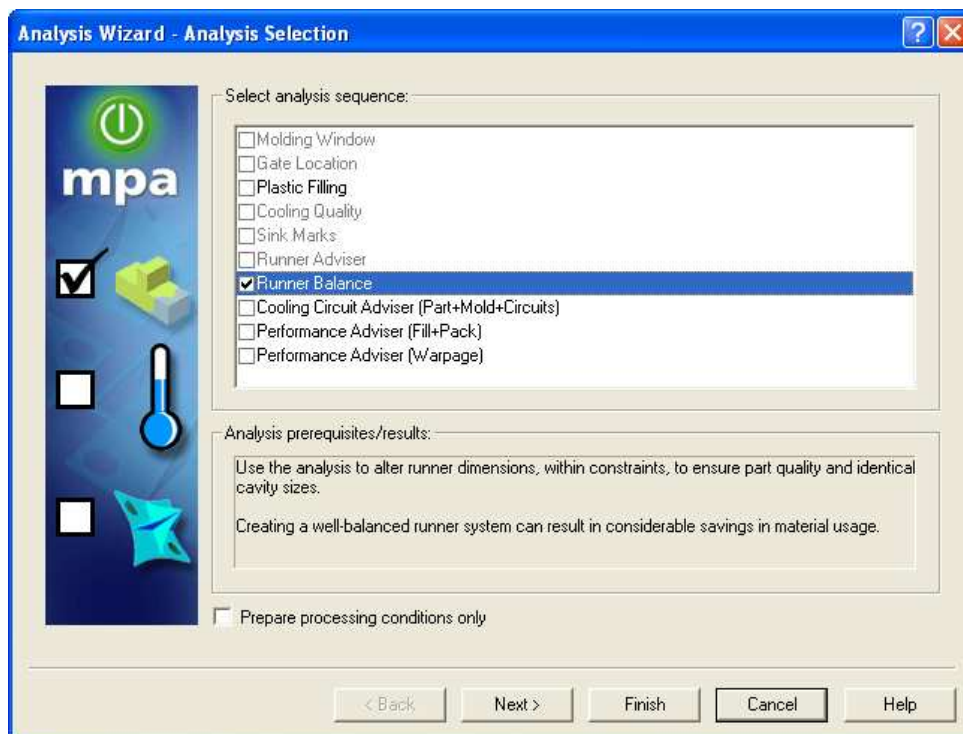 Analysis Wizard - Analysis Selection
mpa
Select analysis sequence:
Molding Window
Gate Location
Plastic Filling
Cooling Quality
Sink Marks
Runner Adviser
Runner Balance
Cooling Circuit Adviser (Part+Mold+Circuits)
Performance Adviser (Fill+Pack)
Performance Adviser (Warpage)
Analysis prerequisites/results:
Use the analysis to alter runner dimensions, within constraints, to ensure part quality and identical
cavity sizes.
Creating a well-balanced runner system can result in considerable savings in material usage.
Prepare processing conditions only
< Back
Next >
Finish
Cancel
Help